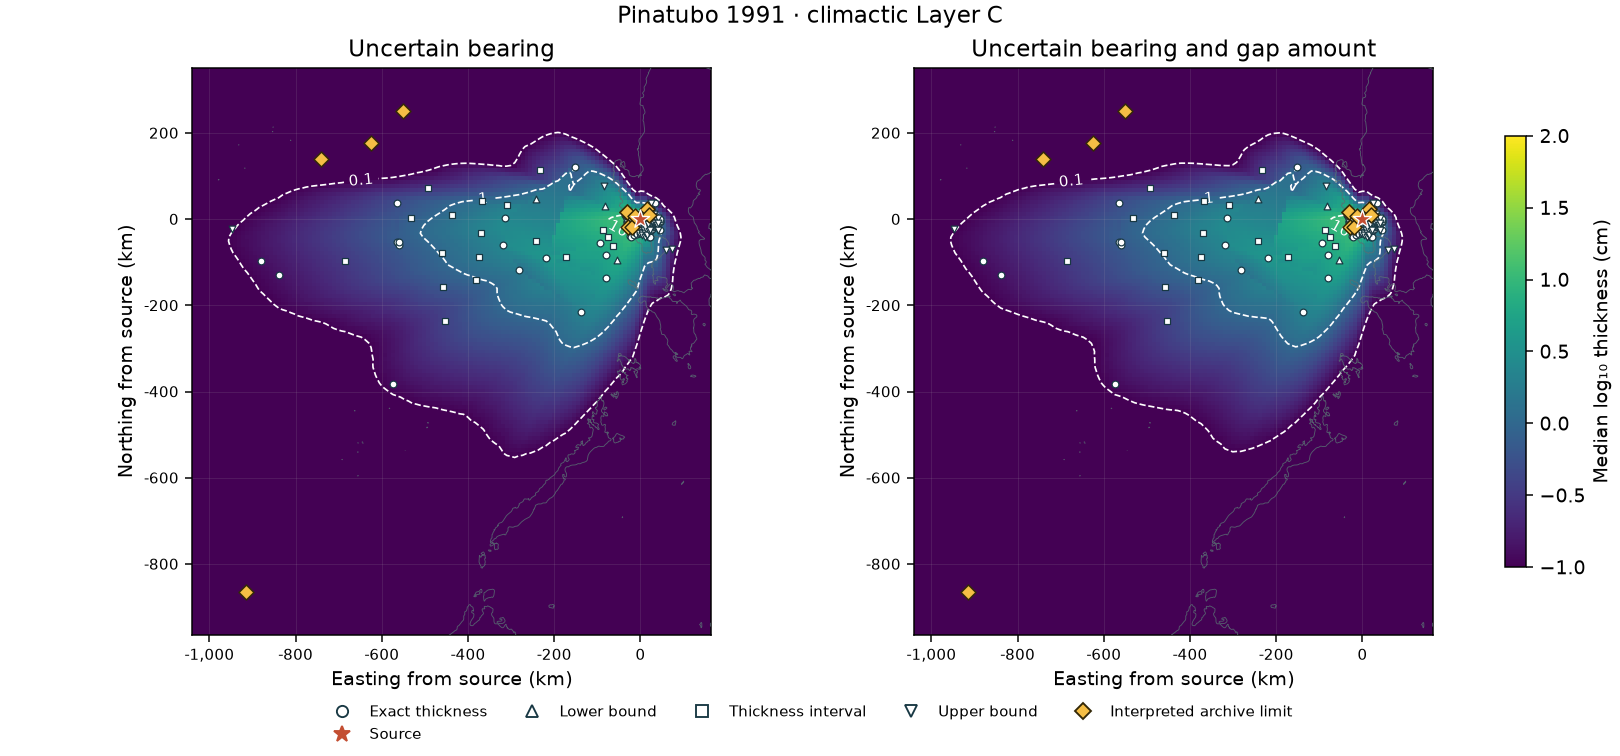 Pinatubo 1991 · climactic Layer C
Uncertain bearing
Uncertain bearing and gap amount
200
0
-200
-400
-600
-800
-1,000
-800
-600
-400
-200
0
Northing from source (km)
Easting from source (km)
0.1
1
1
200
0
-200
-400
-600
-800
-1,000
-800
-600
-400
-200
0
Northing from source (km)
Easting from source (km)
0.1
1
1
2.0
1.5
1.0
0.5
0.0
−0.5
−1.0
Median log₁₀ thickness (cm)
Exact thickness
Lower bound
Thickness interval
Upper bound
Interpreted archive limit
Source